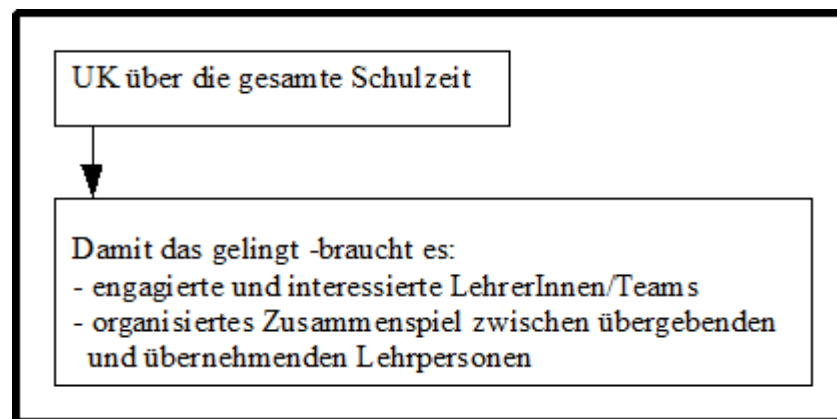 UK über die gesamte Schulzeit
Damit das gelingt -braucht es:
- engagierte und interessierte LehrerInnen/Teams
- organisiertes Zusammenspiel zwischen übergebenden
und übernehmenden Lehrpersonen